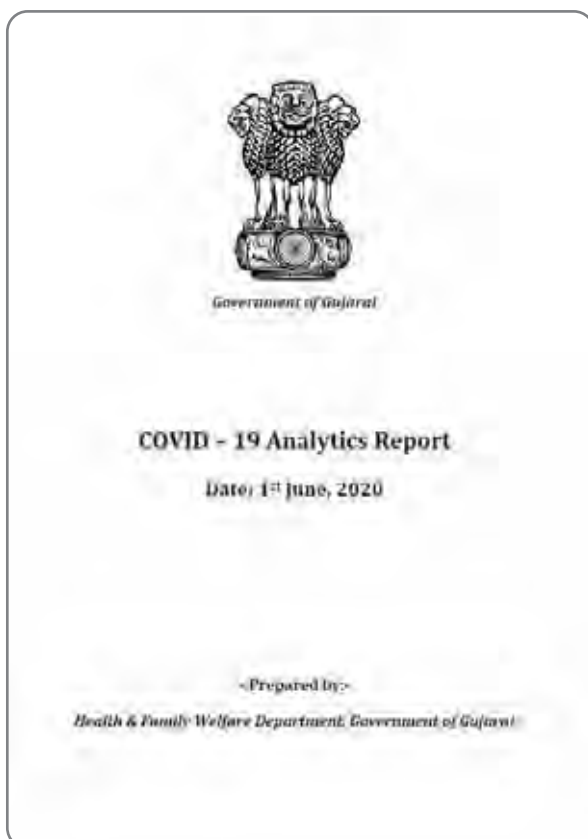 Government of Gujarat
COVID – 19 Analytics Report
Date: 1st June, 2020
-:Prepared by:-
Health & Family Welfare Department, Government of Gujarat